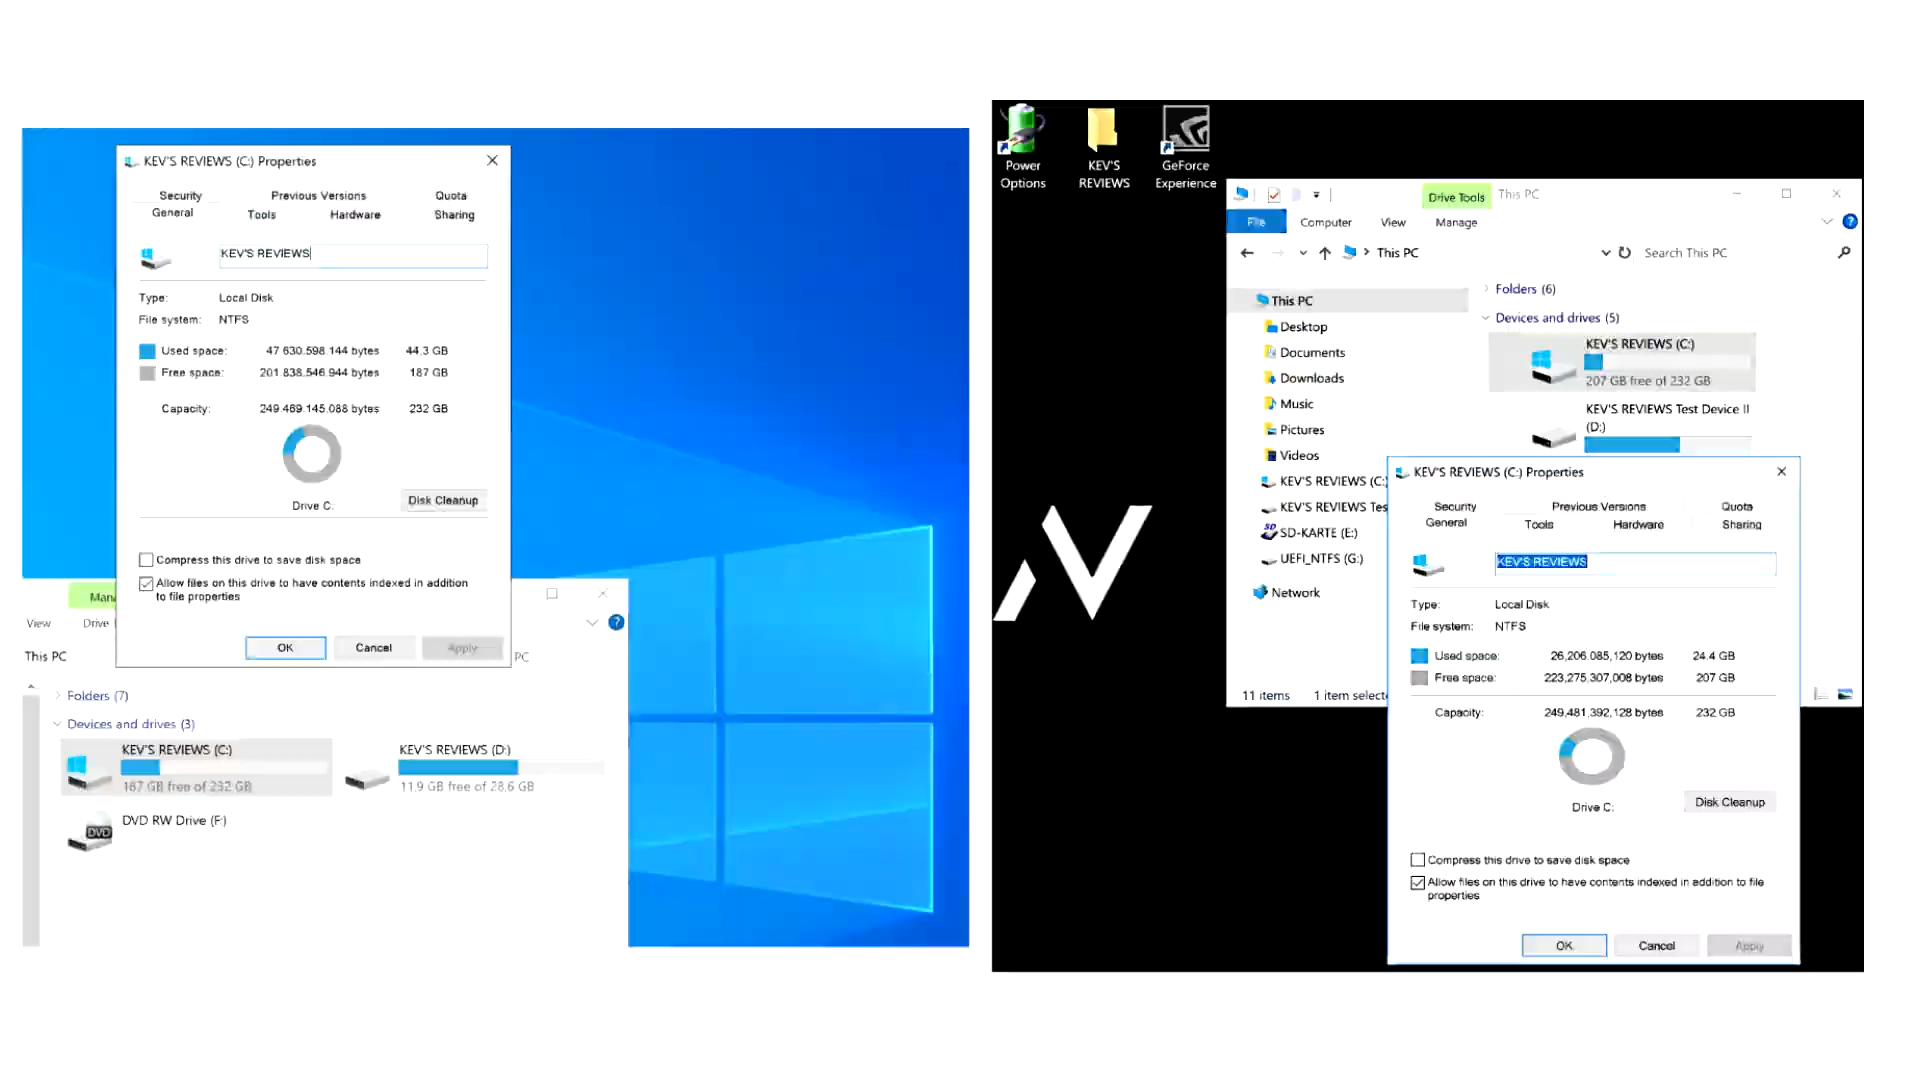 KEV'S REVIEWS (C:) Properties
Security Previous Versions Quota
General Tools Hardware Sharing
KEV'S REVIEWS
Type: Local Disk
File system: NTFS
Used space: 47 630.598 144 bytes 44.3 GB
Free space: 201.838.546.944 bytes 187 GB
Capacity: 249.469.145.088 bytes 232 GB
Drive C:
Disk Cleanup
Compress this drive to save disk space
Allow files on this drive to have contents indexed in addition
to file properties
OK Cancel Apply
Man
View Drive
This PC
PC
Folders (7)
Devices and drives (3)
KEV'S REVIEWS (C:)
187 GB free of 232 GB
KEV'S REVIEWS (D:)
11,9 GB free of 28,6 GB
DVD
DVD RW Drive (F:)
Power
Options
KEV'S
REVIEWS
GeForce
Experience
Drive Tools This PC
File Computer View Manage
This PC
Search This PC
This PC
Desktop
Documents
Downloads
Music
Pictures
Videos
KEV'S REVIEWS (C:)
KEV'S REVIEWS Tes
SD
SD-KARTE (E:)
UEFI_NTFS (G:)
Network
Folders (6)
Devices and drives (5)
KEV'S REVIEWS (C:)
207 GB free of 232 GB
KEV'S REVIEWS Test Device II
(D:)
11 items 1 item selecte
KEV'S REVIEWS (C:) Properties
Security Previous Versions Quota
General Tools Hardware Sharing
KEV'S REVIEWS
Type: Local Disk
File system: NTFS
Used space: 26,206,085,120 bytes 24.4 GB
Free space: 223,275,307,008 bytes 207 GB
Capacity: 249,481,392,128 bytes 232 GB
Drive C:
Disk Cleanup
Compress this drive to save disk space
Allow files on this drive to have contents indexed in addition to file
properties
OK Cancel Apply